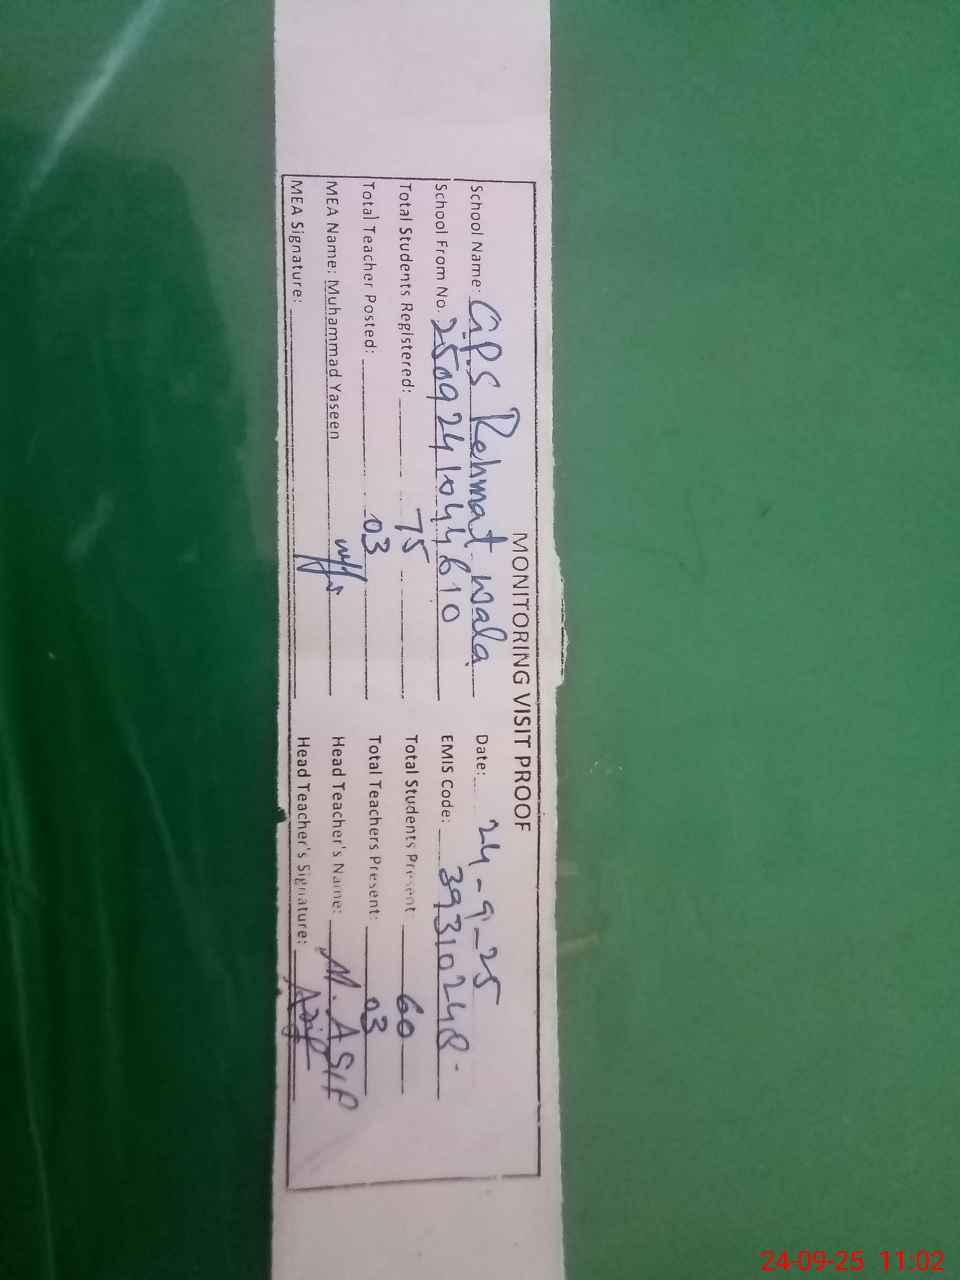 MONITORING VISIT PROOF
School Name: G.P.S Rehmat wala Date: 24-9-25
School From No. 2509241044610 EMIS Code: 39310248.
Total Students Registered: 75 Total Students Present: 60
Total Teacher Posted: 03 Total Teachers Present: 03
MEA Name: Muhammad Yaseen Head Teacher's Name: M. ASIF
MEA Signature: Head Teacher's Signature: Asif
24-09-25 11:02